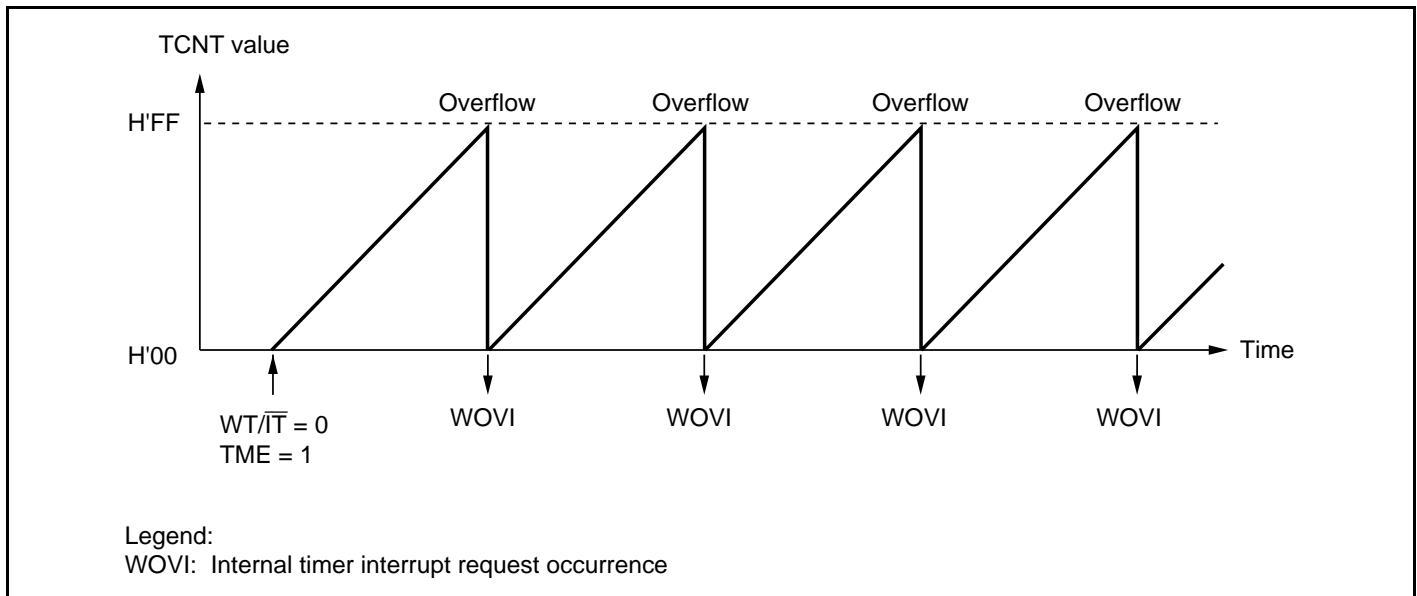 TCNT value
Overflow Overflow Overflow Overflow
H'FF
H'00
Time
WOVI WOVI WOVI WOVI
WT/I̅T̅ = 0
TME = 1
Legend:
WOVI: Internal timer interrupt request occurrence